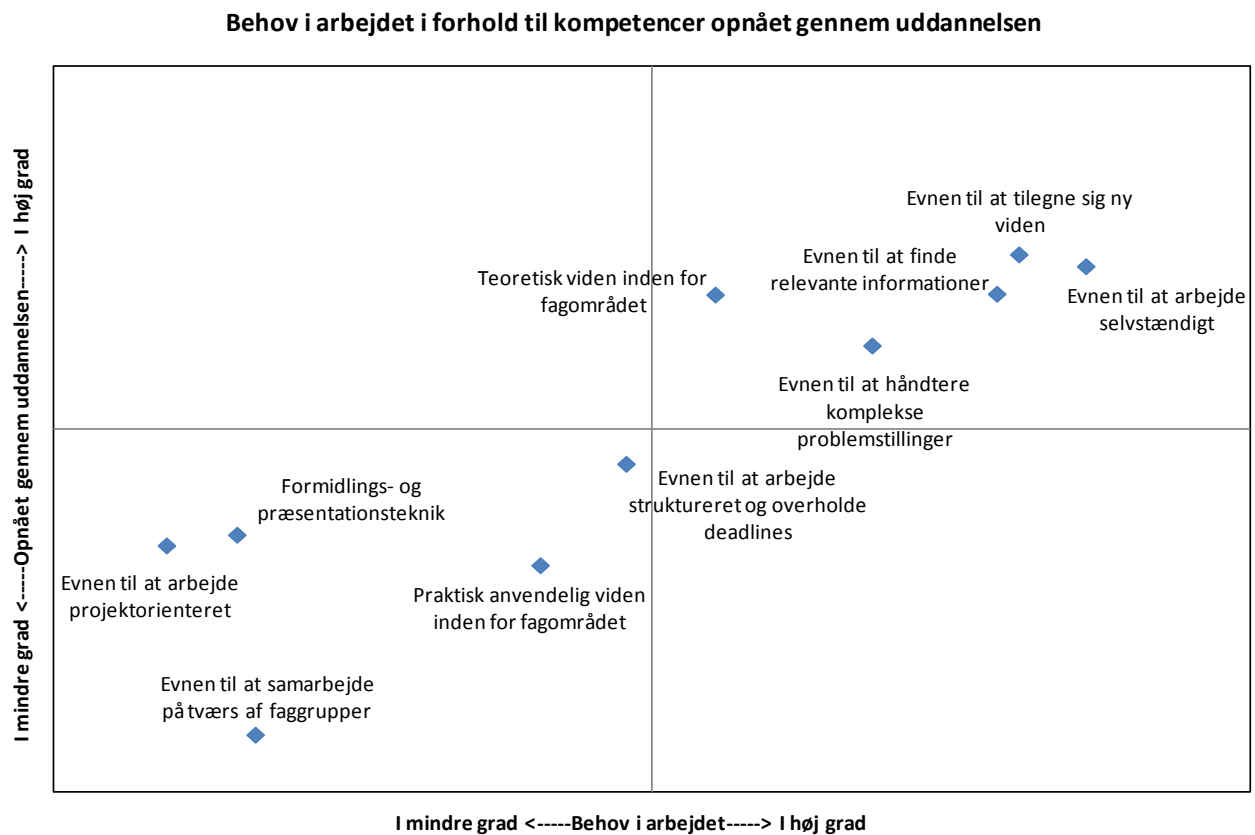 Behov i arbejdet i forhold til kompetencer opnået gennem uddannelsen
I mindre grad <-----Opnået gennem uddannelsen-----> I høj grad
Evnen til at tilegne sig ny
viden
Evnen til at finde
relevante informationer
Teoretisk viden inden for
fagområdet
Evnen til at arbejde
selvstændigt
Evnen til at håndtere
komplekse
problemstillinger
Evnen til at arbejde
struktureret og overholde
deadlines
Formidlings- og
præsentationsteknik
Evnen til at arbejde
projektorienteret
Praktisk anvendelig viden
inden for fagområdet
Evnen til at samarbejde
på tværs af faggrupper
I mindre grad <-----Behov i arbejdet-----> I høj grad